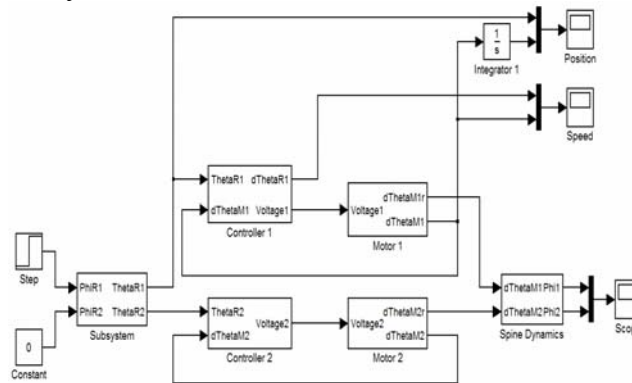 1
s
Integrator 1
Position
Speed
ThetaR1 dThetaR1
dThetaM1 Voltage1
Controller 1
Voltage1 dThetaM1r
dThetaM1
Motor 1
Step
PhiR1 ThetaR1
PhiR2 ThetaR2
Subsystem
0
Constant
ThetaR2
dThetaM2 Voltage2
Controller 2
Voltage2 dThetaM2r
dThetaM2
Motor 2
dThetaM1 Phi1
dThetaM2 Phi2
Spine Dynamics
Scop